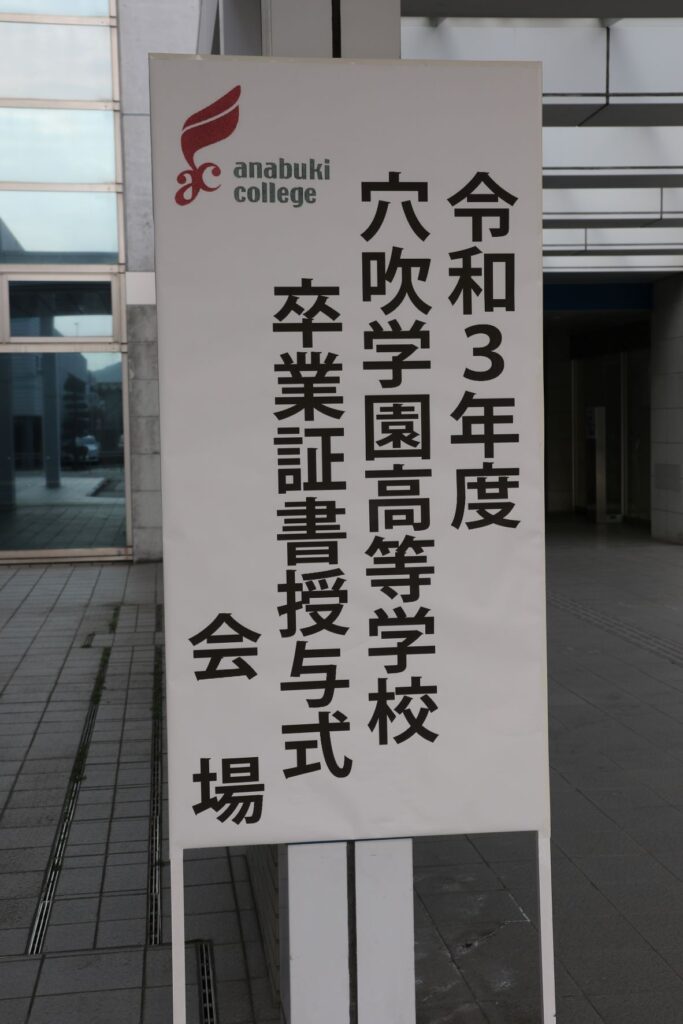 anabuki
college
令和3年度
穴吹学園高等学校
卒業証書授与式
会場